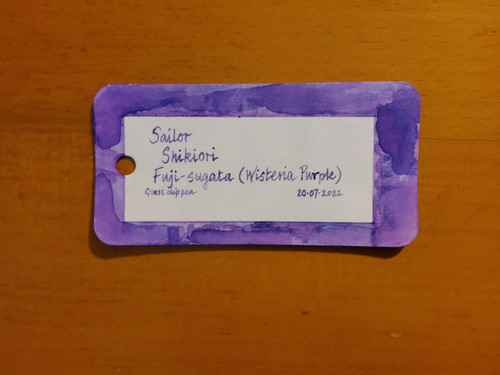 Sailor
Shikiori
Fuji-sugata (Wisteria Purple)
Glass dip pen 20.07.2022